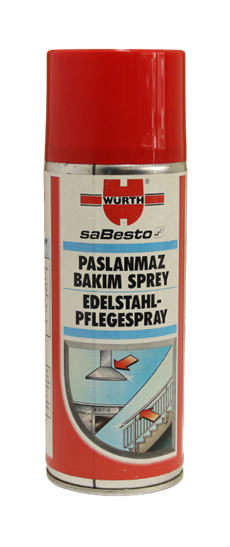 WÜRTH
saBesto
PASLANMAZ
BAKIM SPREY
EDELSTAHL-
PFLEGESPRAY